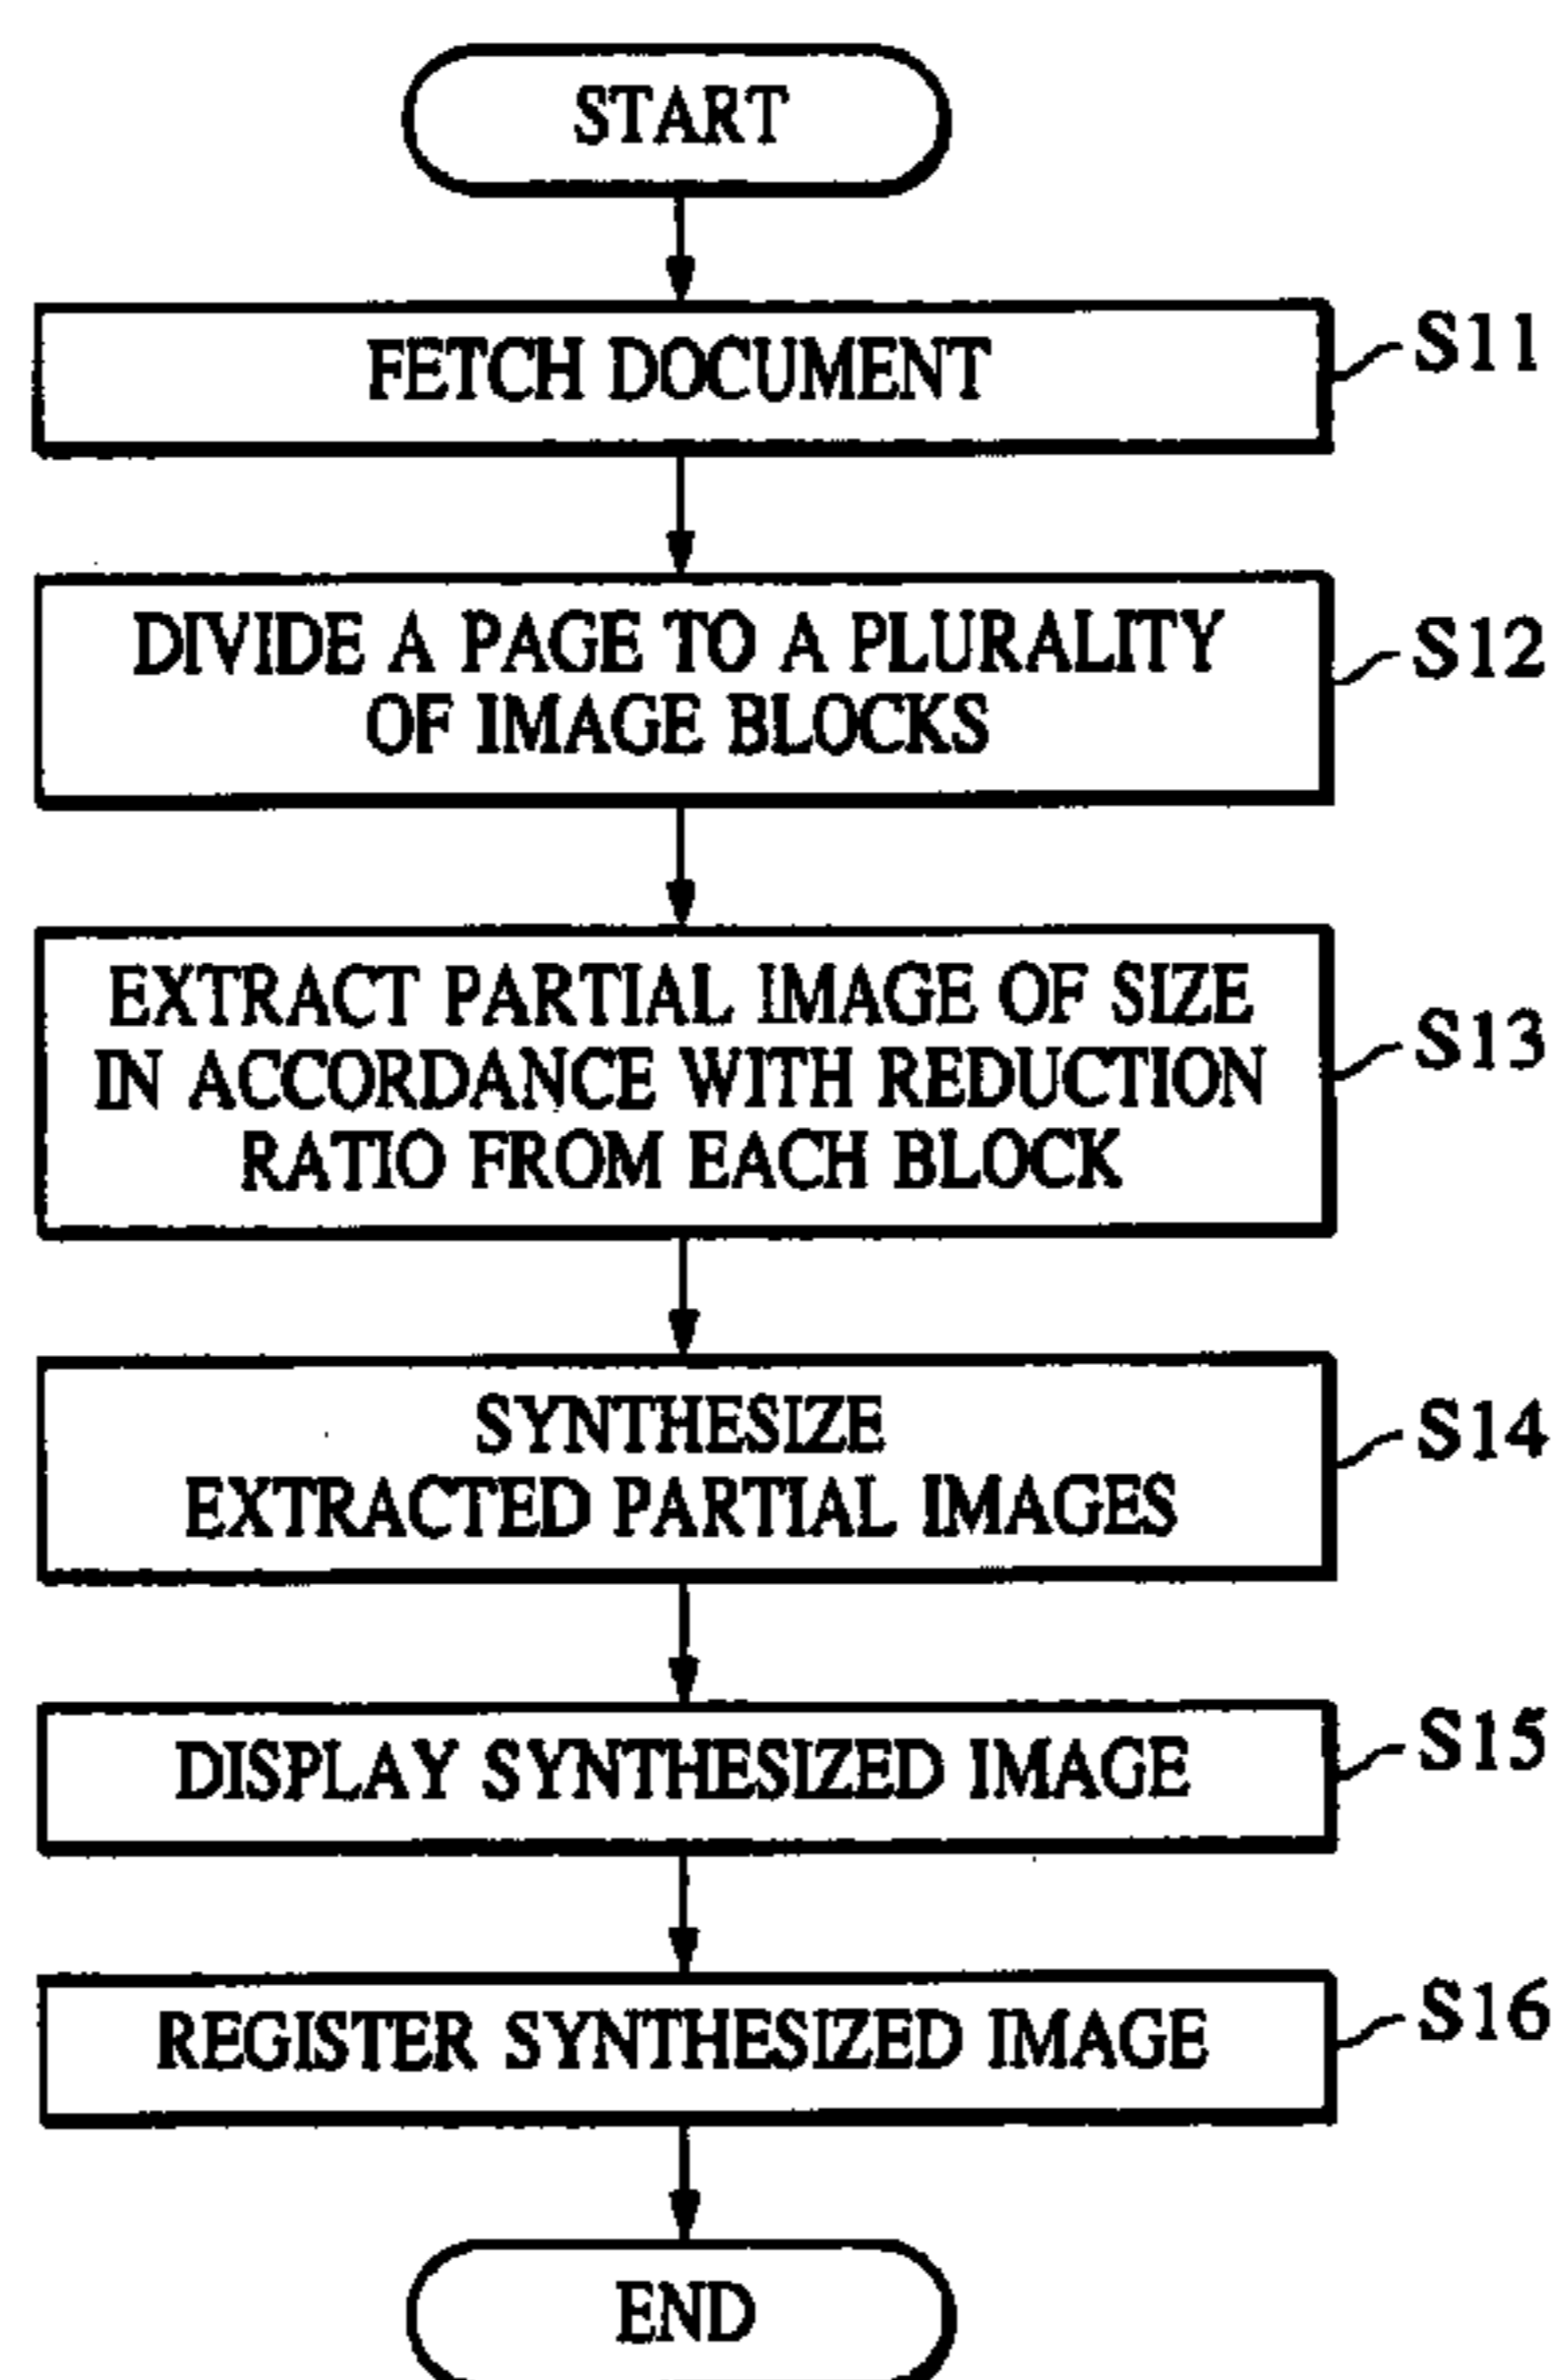 START
FETCH DOCUMENT
S11
DIVIDE A PAGE TO A PLURALITY
OF IMAGE BLOCKS
S12
EXTRACT PARTIAL IMAGE OF SIZE
IN ACCORDANCE WITH REDUCTION
RATIO FROM EACH BLOCK
S13
SYNTHESIZE
EXTRACTED PARTIAL IMAGES
S14
DISPLAY SYNTHESIZED IMAGE
S15
REGISTER SYNTHESIZED IMAGE
S16
END